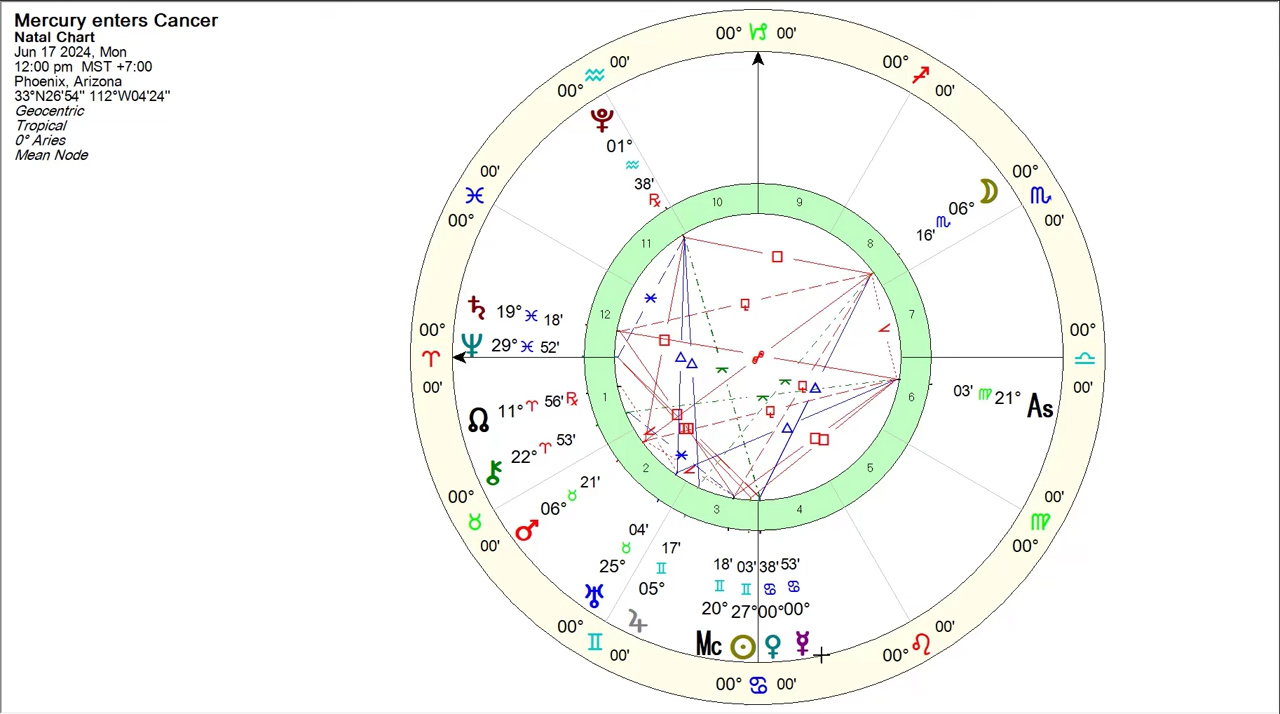 Mercury enters Cancer
Natal Chart
Jun 17 2024, Mon
12:00 pm  MST +7:00
Phoenix, Arizona
33°N26'54" 112°W04'24"
Geocentric
Tropical
0° Aries
Mean Node
00° ♑ 00'
00° ♐ 00'
00° ♏ 00'
00° ♎ 00'
00° ♍ 00'
00° ♌ 00'
00° ♋ 00'
00° ♊ 00'
00° ♉ 00'
00° ♈ 00'
00° ♓ 00'
00° ♒ 00'
♇ 01° ♒ 38' ℞
☽ 06° ♏ 16'
♄ 19° ♓ 18'
♆ 29° ♓ 52'
☊ 11° ♈ 56' ℞
⚷ 22° ♈ 53'
♂ 06° ♉ 21'
♅ 25° ♉ 04'
♃ 05° ♊ 17'
Mc 20° ♊ 18'
☉ 27° ♊ 03'
♀ 00° ♋ 38'
☿ 00° ♋ 53'
As 21° ♍ 03'
1
2
3
4
5
6
7
8
9
10
11
12